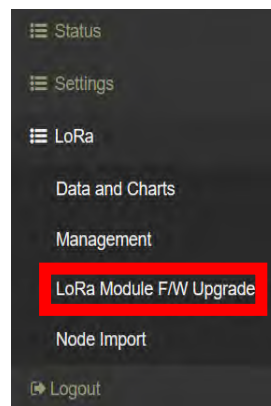 Status
Settings
LoRa
Data and Charts
Management
LoRa Module F/W Upgrade
Node Import
Logout